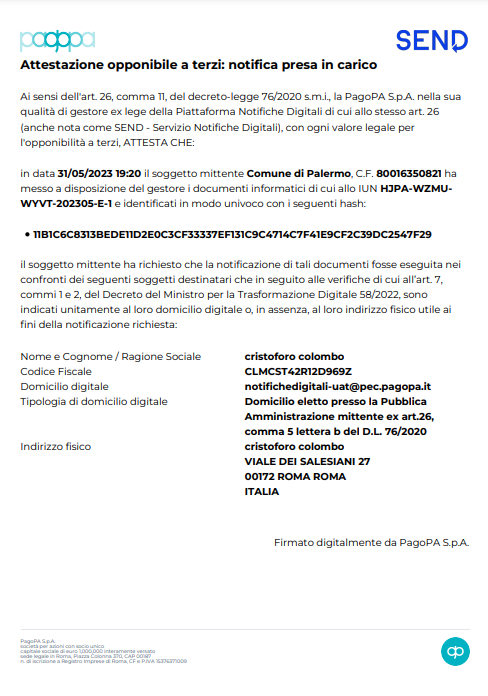 pagopa
SEND
Attestazione opponibile a terzi: notifica presa in carico
Ai sensi dell'art. 26, comma 11, del decreto-legge 76/2020 s.m.i., la PagoPA S.p.A. nella sua
qualità di gestore ex lege della Piattaforma Notifiche Digitali di cui allo stesso art. 26
(anche nota come SEND - Servizio Notifiche Digitali), con ogni valore legale per
l'opponibilità a terzi, ATTESTA CHE:
in data 31/05/2023 19:20 il soggetto mittente Comune di Palermo, C.F. 80016350821 ha
messo a disposizione del gestore i documenti informatici di cui allo IUN HJPA-WZMU-
WYVT-202305-E-1 e identificati in modo univoco con i seguenti hash:
• 11B1C6C8313BEDE11D2E0C3CF33337EF131C9C4714C7F41E9CF2C39DC2547F29
il soggetto mittente ha richiesto che la notificazione di tali documenti fosse eseguita nei
confronti dei seguenti soggetti destinatari che in seguito alle verifiche di cui all'art. 7,
commi 1 e 2, del Decreto del Ministro per la Trasformazione Digitale 58/2022, sono
indicati unitamente al loro domicilio digitale o, in assenza, al loro indirizzo fisico utile ai
fini della notificazione richiesta:
Nome e Cognome / Ragione Sociale cristoforo colombo
Codice Fiscale CLMCST42R12D969Z
Domicilio digitale notifichedigitali-uat@pec.pagopa.it
Tipologia di domicilio digitale Domicilio eletto presso la Pubblica
Amministrazione mittente ex art.26,
comma 5 lettera b del D.L. 76/2020
Indirizzo fisico cristoforo colombo
VIALE DEI SALESIANI 27
00172 ROMA ROMA
ITALIA
Firmato digitalmente da PagoPA S.p.A.
PagoPA S.p.A.
società per azioni con socio unico
capitale sociale di euro 1,000,000 interamente versato
sede legale in Roma, Piazza Colonna 370, CAP 00187
n. di iscrizione a Registro Imprese di Roma, CF e P.IVA 15376371009